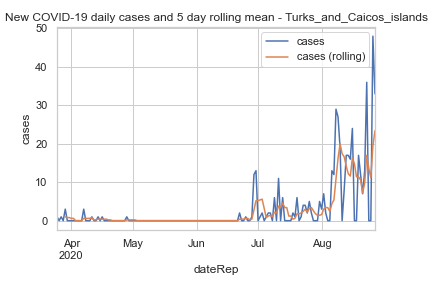 New COVID-19 daily cases and 5 day rolling mean - Turks_and_Caicos_islands
cases
cases (rolling)
50
40
30
20
10
0
cases
Apr
2020
May
Jun
Jul
Aug
dateRep